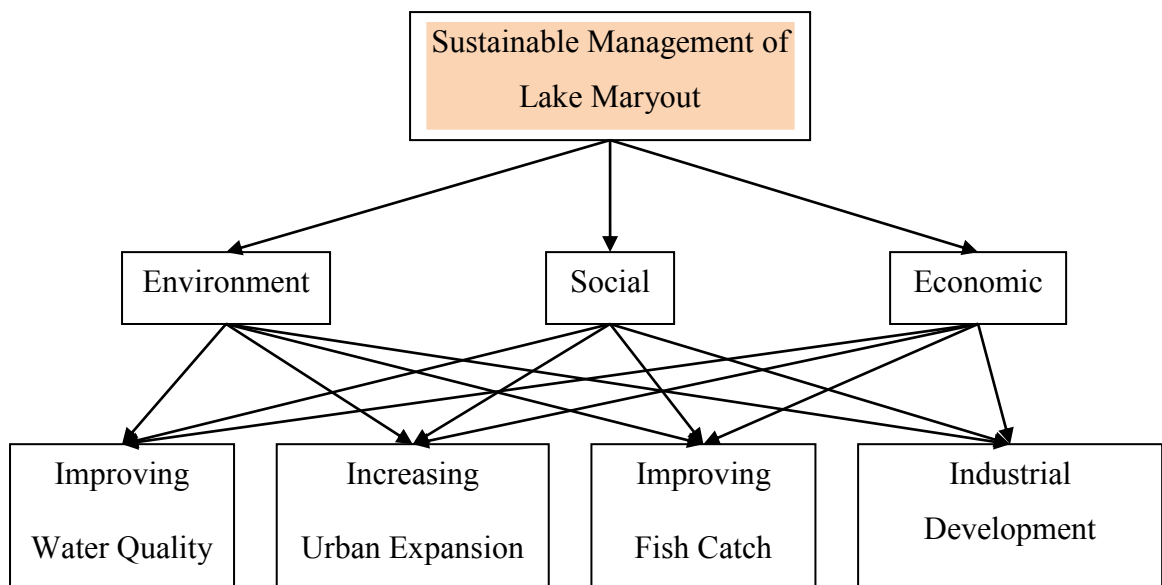 Sustainable Management of
Lake Maryout
Environment
Social
Economic
Improving
Water Quality
Increasing
Urban Expansion
Improving
Fish Catch
Industrial
Development